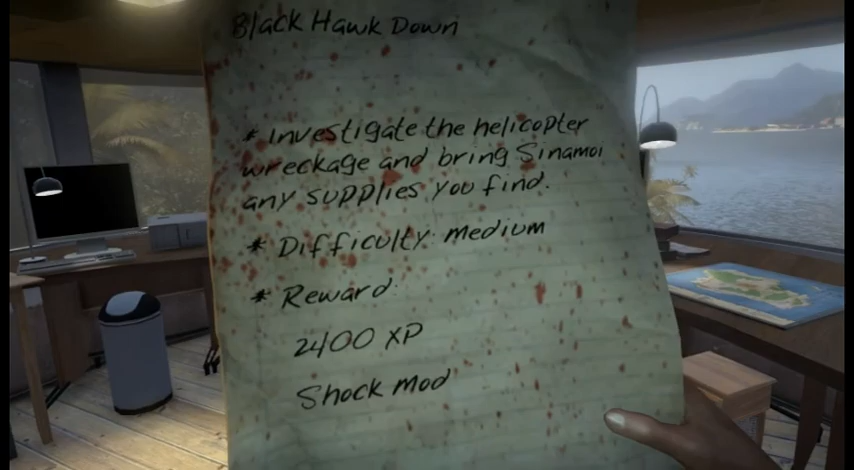 Black Hawk Down
* Investigate the helicopter
wreckage and bring Sinamoi
any supplies you find.
* Difficulty: medium
* Reward:
2400 XP
Shock mod